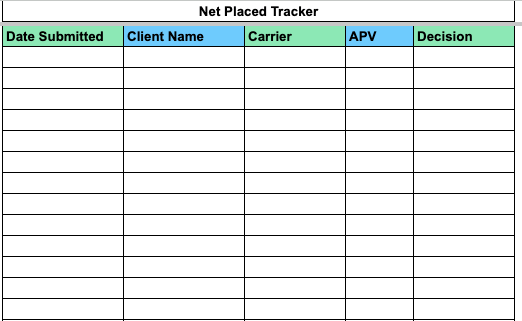 Net Placed Tracker
Date Submitted Client Name Carrier APV Decision